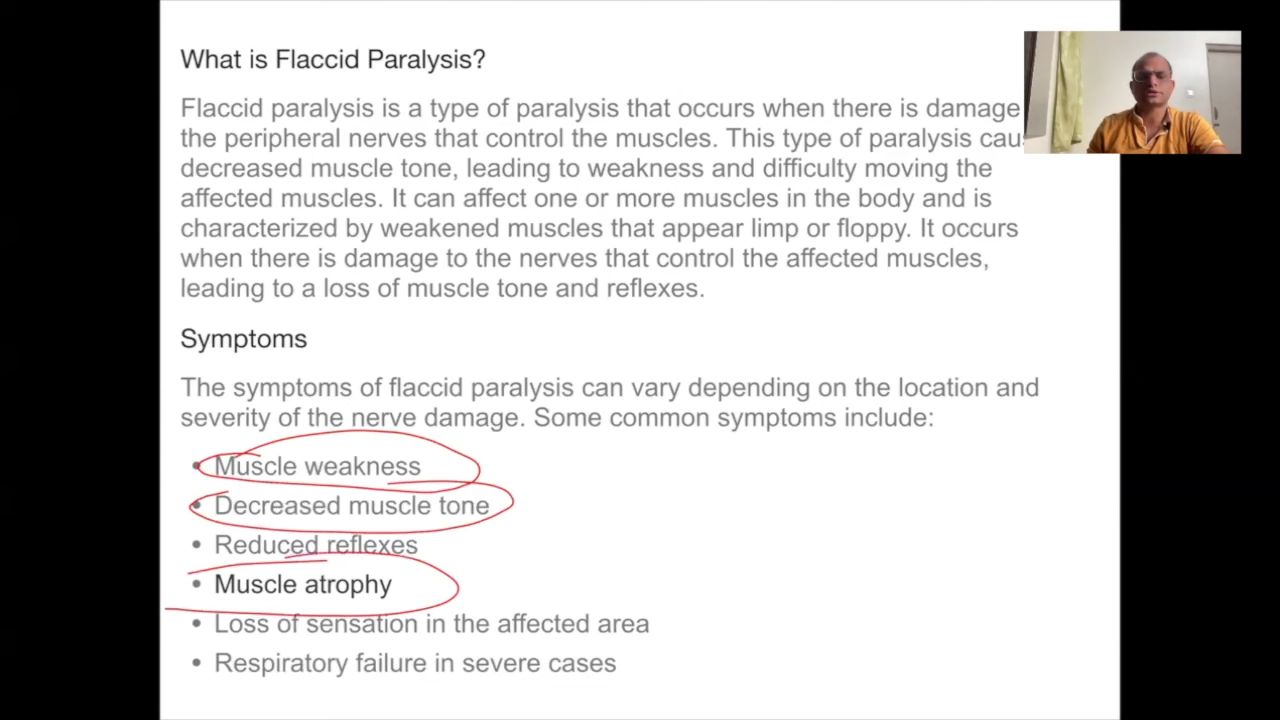 What is Flaccid Paralysis?
Flaccid paralysis is a type of paralysis that occurs when there is damage
the peripheral nerves that control the muscles. This type of paralysis
decreased muscle tone, leading to weakness and difficulty moving the
affected muscles. It can affect one or more muscles in the body and is
characterized by weakened muscles that appear limp or floppy. It occurs
when there is damage to the nerves that control the affected muscles,
leading to a loss of muscle tone and reflexes.
Symptoms
The symptoms of flaccid paralysis can vary depending on the location and
severity of the nerve damage. Some common symptoms include:
• Muscle weakness
• Decreased muscle tone
• Reduced reflexes
• Muscle atrophy
• Loss of sensation in the affected area
• Respiratory failure in severe cases